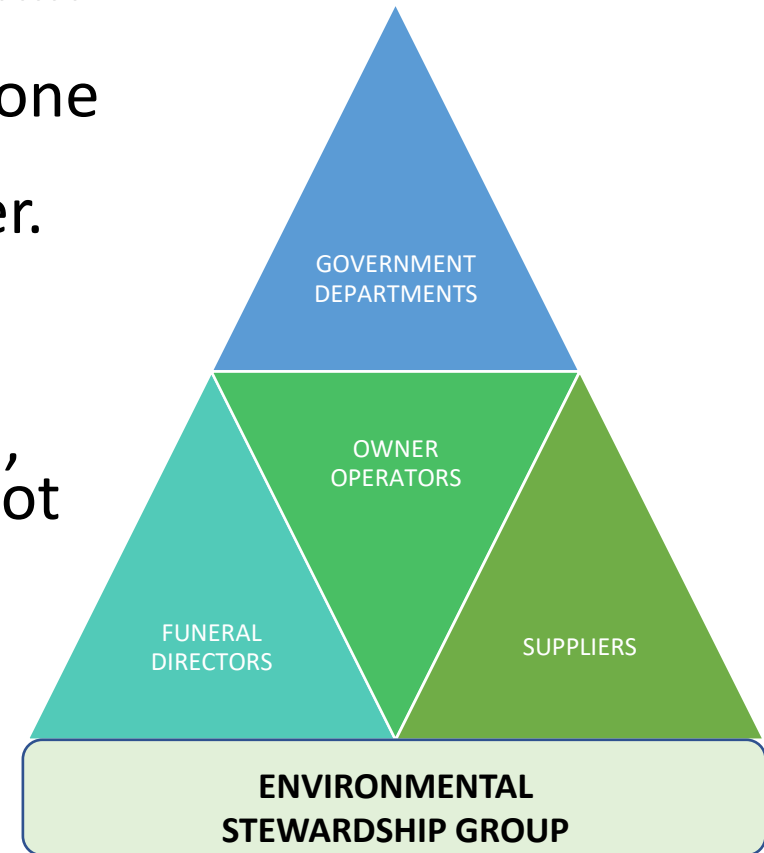 one
er.
GOVERNMENT
DEPARTMENTS
,
ot
OWNER
OPERATORS
FUNERAL
DIRECTORS
SUPPLIERS
ENVIRONMENTAL
STEWARDSHIP GROUP